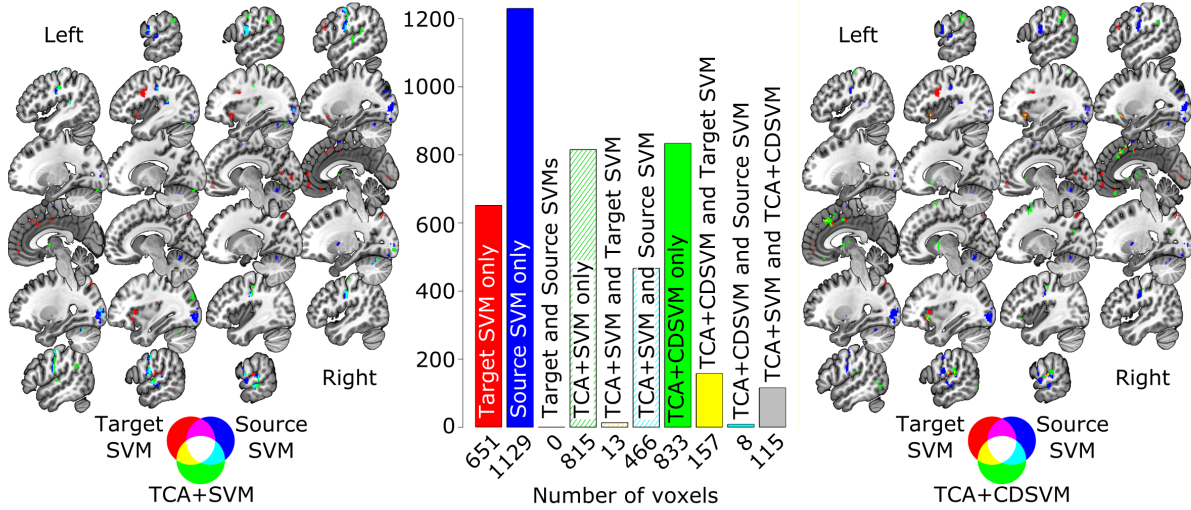 Left
Right
Target
SVM
Source
SVM
TCA+SVM
1200
1000
800
600
400
200
0
Target SVM only
Source SVM only
Target and Source SVMs
TCA+SVM only
TCA+SVM and Target SVM
TCA+SVM and Source SVM
TCA+CDSVM only
TCA+CDSVM and Target SVM
TCA+CDSVM and Source SVM
TCA+SVM and TCA+CDSVM
651
1129
0
815
13
466
833
157
8
115
Number of voxels
Left
Right
Target
SVM
Source
SVM
TCA+CDSVM